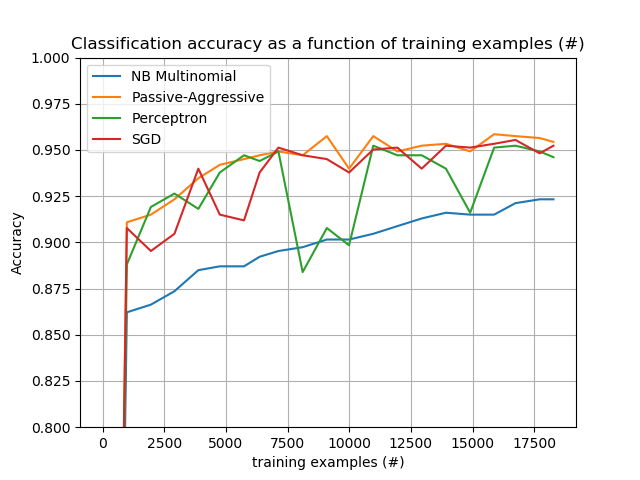 Classification accuracy as a function of training examples (#)
NB Multinomial
Passive-Aggressive
Perceptron
SGD
Accuracy
1.000
0.975
0.950
0.925
0.900
0.875
0.850
0.825
0.800
0 2500 5000 7500 10000 12500 15000 17500
training examples (#)